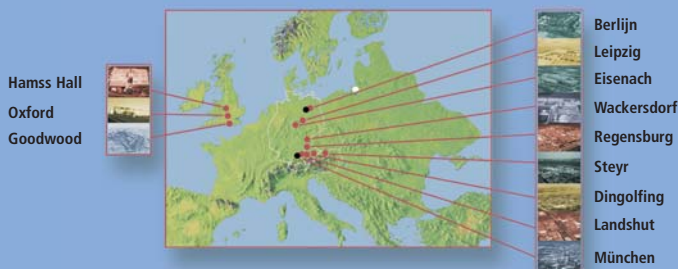 Hamss Hall
Oxford
Goodwood
Berlijn
Leipzig
Eisenach
Wackersdorf
Regensburg
Steyr
Dingolfing
Landshut
München